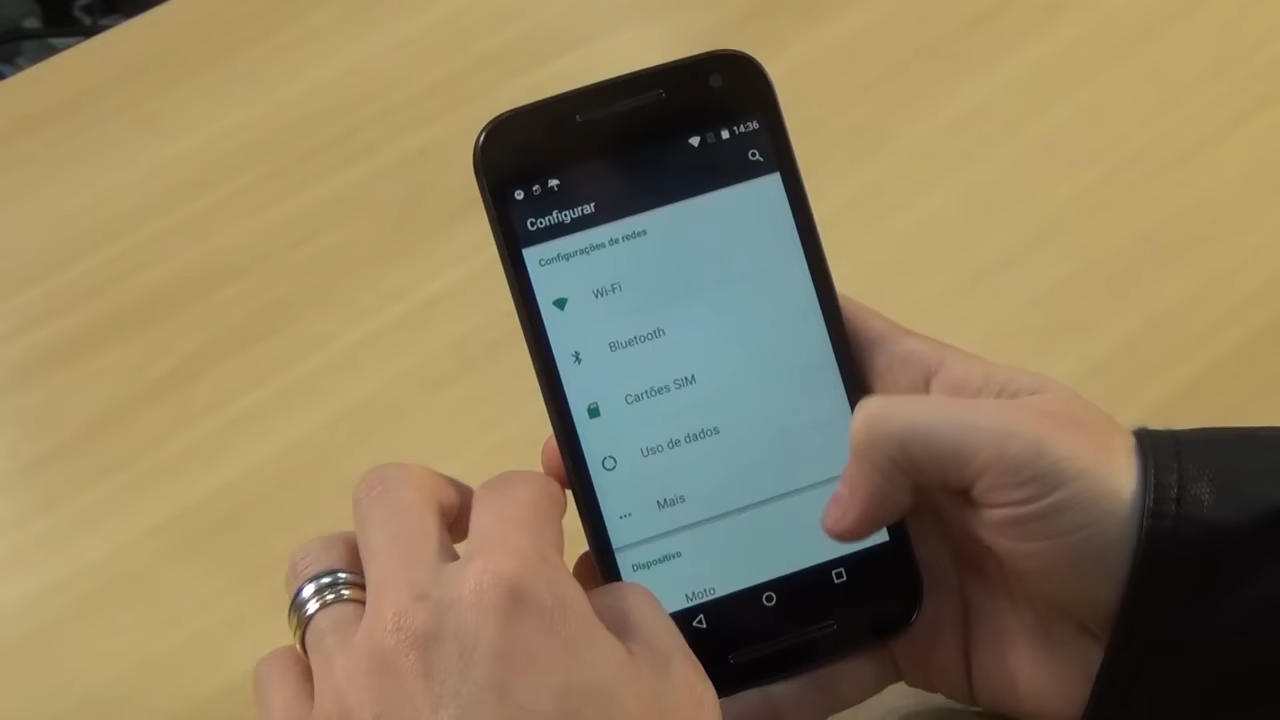 14:36
Configurar
Configurações de redes
Wi-Fi
Bluetooth
Cartões SIM
Uso de dados
Mais
Dispositivo
Moto